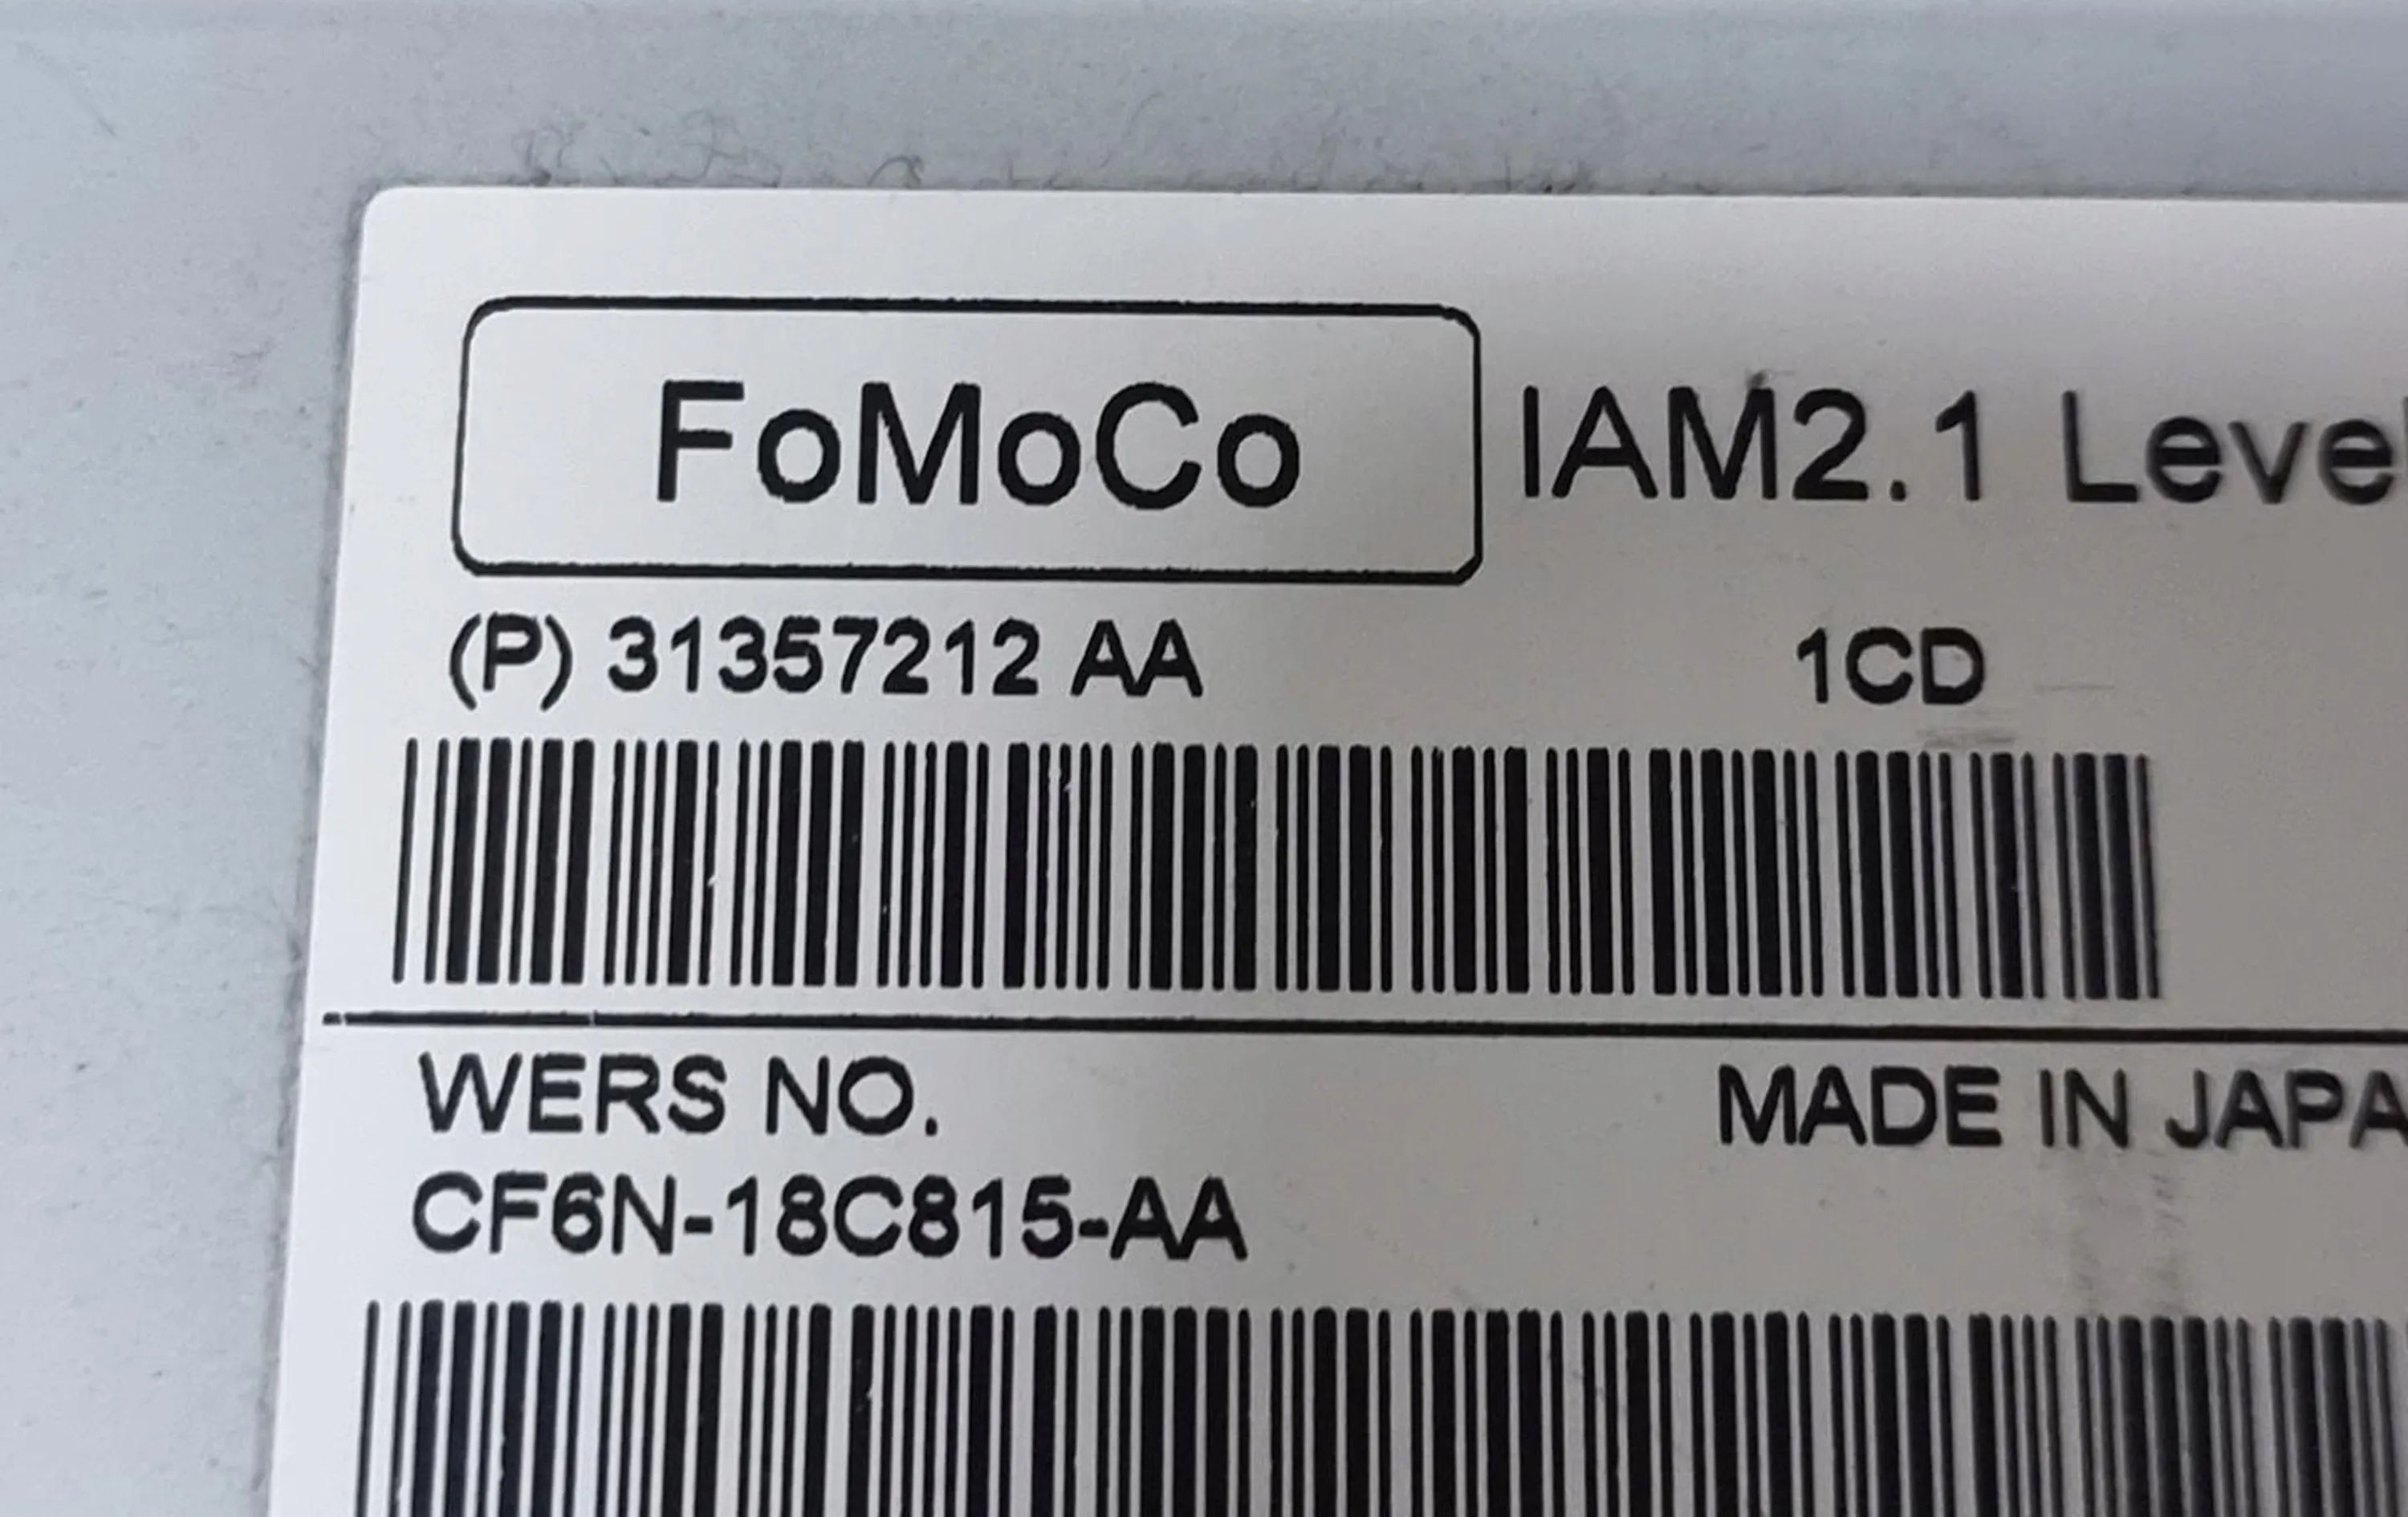 FoMoCo IAM2.1 Level
(P) 31357212 AA 1CD
WERS NO. MADE IN JAPA
CF6N-18C815-AA